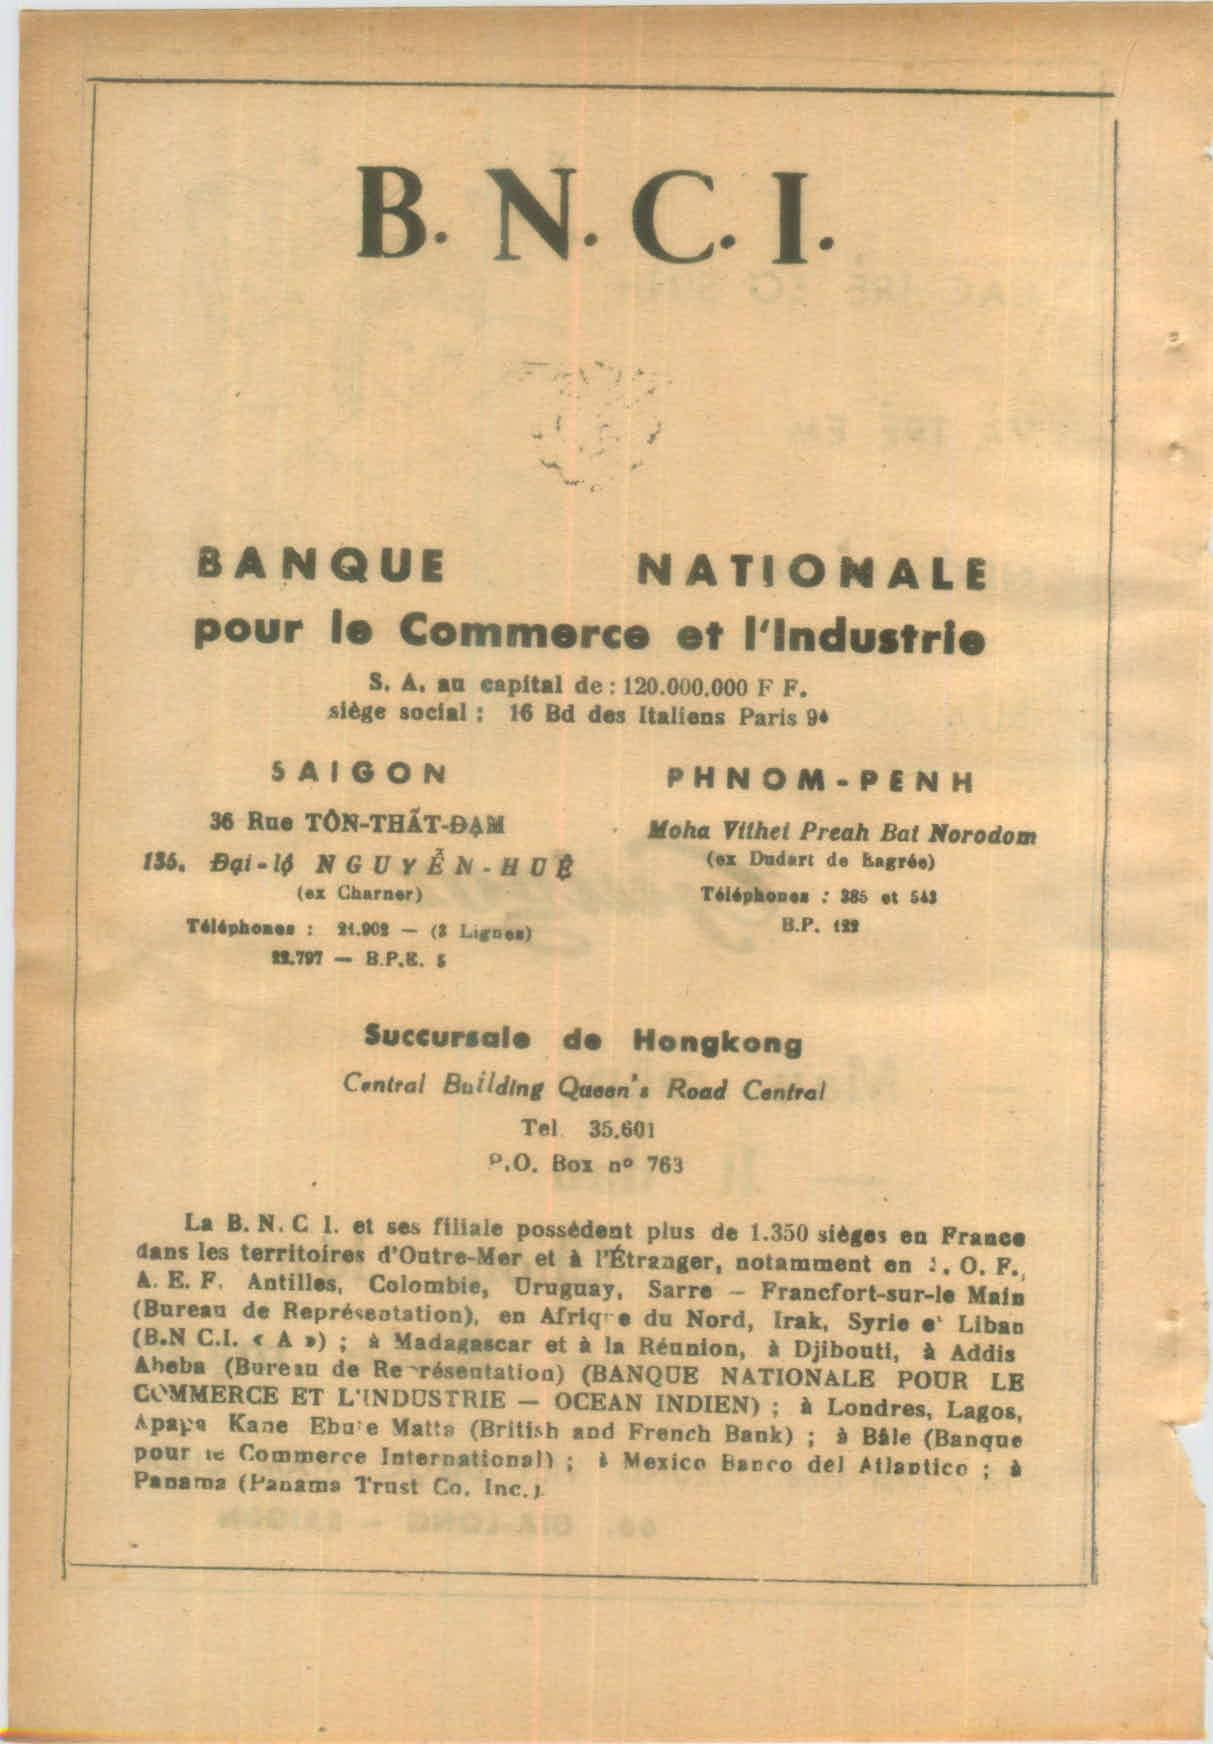 B. N. C. I.
BANQUE NATIONALE
pour le Commerce et l'Industrie
S. A. au capital de : 120.000.000 F F.
siège social : 16 Bd des Italiens Paris 9e
SAIGON
36 Rue TÔN-THẤT-ĐẠM
135. Đại-lộ NGUYỄN-HUỆ
(ex Charner)
Téléphones : 21.902 — (3 Lignes)
22.797 — B.P.E. 5
PHNOM-PENH
Moha Vithei Preah Bat Norodom
(ex Dudart de Lagrée)
Téléphones : 385 et 543
B.P. 122
Succursale de Hongkong
Central Building Queen's Road Central
Tel. 35.601
P.O. Box nº 763
La B. N. C. I. et ses filiale possèdent plus de 1.350 sièges en France
dans les territoires d'Outre-Mer et à l'Étranger, notamment en O. F.,
A. E. F. Antilles, Colombie, Uruguay, Sarre — Francfort-sur-le Main
(Bureau de Représentation), en Afrique du Nord, Irak, Syrie et Liban
(B.N C.I. « A ») ; à Madagascar et à la Réunion, à Djibouti, à Addis
Abeba (Bureau de Représentation) (BANQUE NATIONALE POUR LE
COMMERCE ET L'INDUSTRIE — OCEAN INDIEN) ; à Londres, Lagos,
Apapa Kane Ebute Matta (British and French Bank) ; à Bâle (Banque
pour le Commerce International) ; à Mexico Banco del Atlantico ; à
Panama (Panama Trust Co. Inc.).